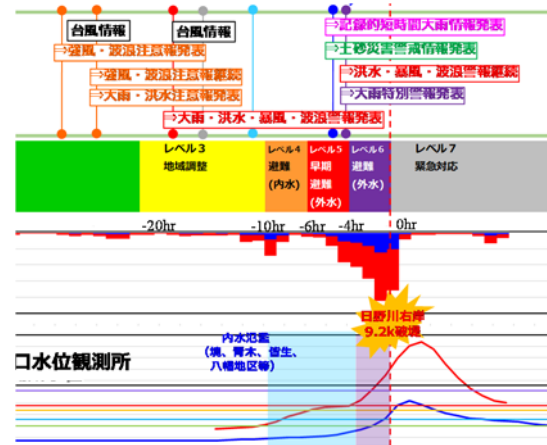 ⇒記録的短時間大雨情報発表
台風情報
台風情報
⇒土砂災害警戒情報発表
⇒強風・波浪注意報発表
⇒強風・波浪注意報継続
⇒洪水・暴風・波浪警報継続
⇒大雨・洪水注意報発表
⇒大雨特別警報発表
⇒大雨・洪水・暴風・波浪警報発表
レベル3
地域調整
レベル4
避難
(内水)
レベル5
早期
避難
(外水)
レベル6
避難
(外水)
レベル7
緊急対応
-20hr
-10hr
-6hr
-4hr
0hr
日野川右岸
9.2k破堤
内水氾濫
(境、青木、皆生、
八幡地区等)
口水位観測所